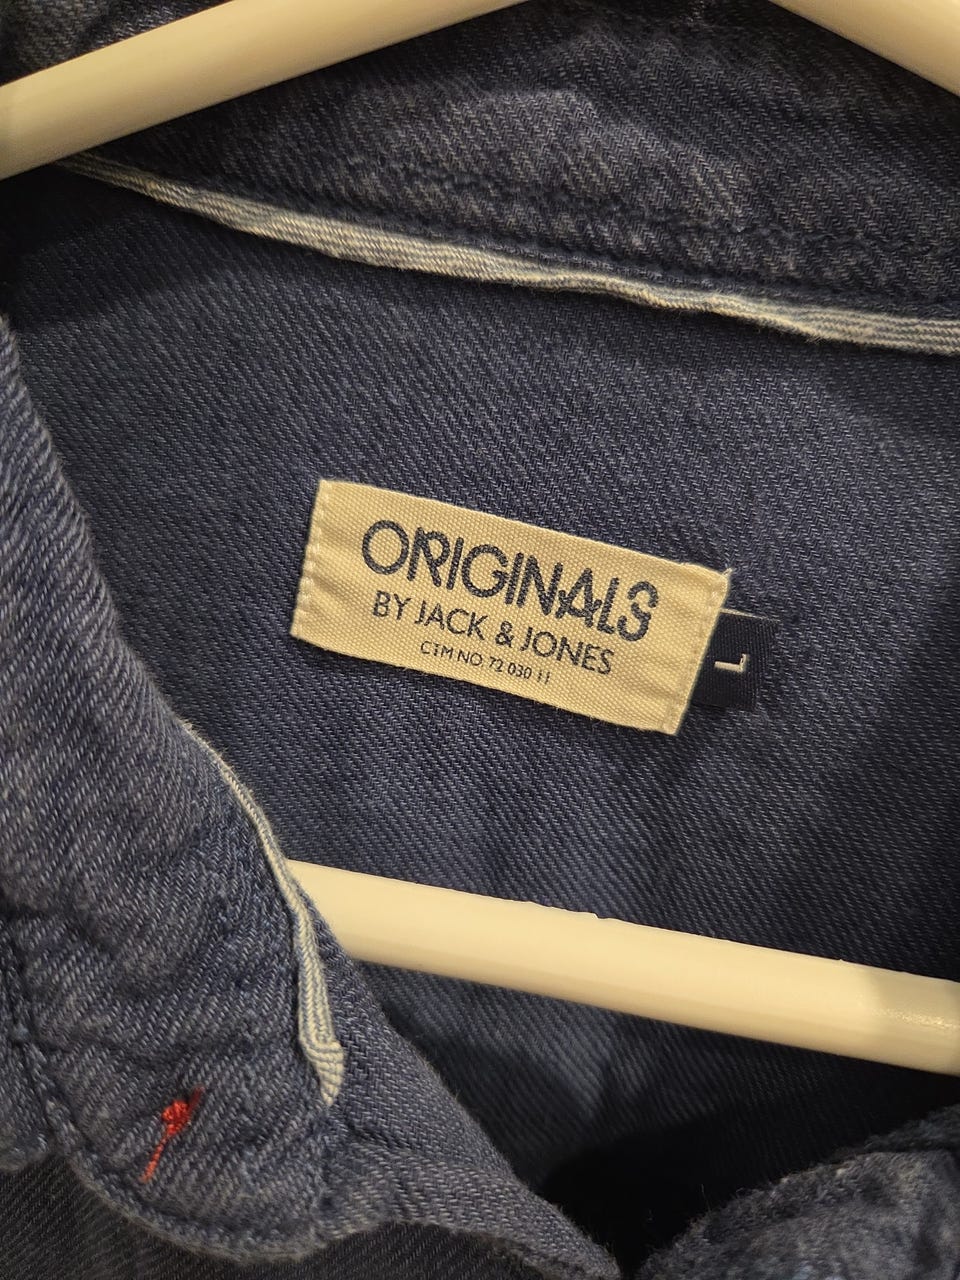 ORIGINALS
BY JACK & JONES
CTM NO 72 030 11
L